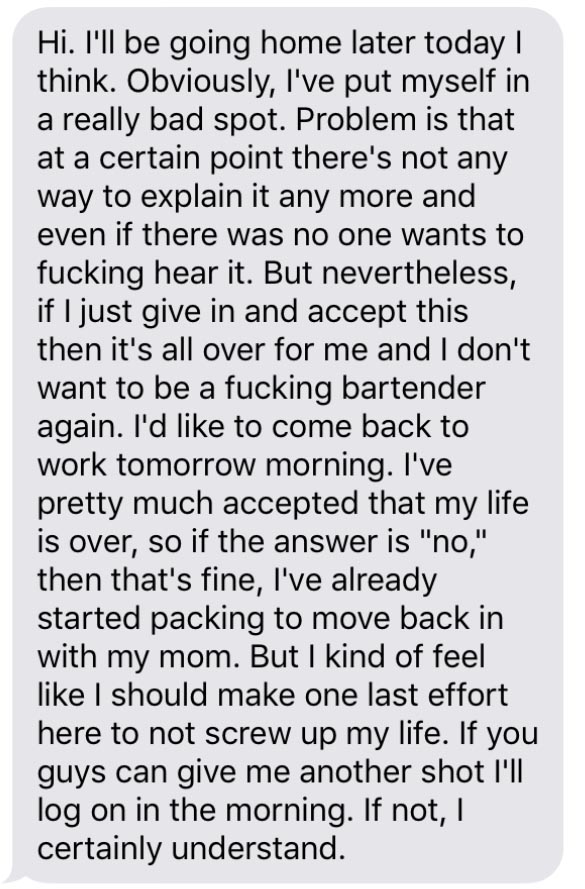 Hi. I'll be going home later today I
think. Obviously, I've put myself in
a really bad spot. Problem is that
at a certain point there's not any
way to explain it any more and
even if there was no one wants to
fucking hear it. But nevertheless,
if I just give in and accept this
then it's all over for me and I don't
want to be a fucking bartender
again. I'd like to come back to
work tomorrow morning. I've
pretty much accepted that my life
is over, so if the answer is "no,"
then that's fine, I've already
started packing to move back in
with my mom. But I kind of feel
like I should make one last effort
here to not screw up my life. If you
guys can give me another shot I'll
log on in the morning. If not, I
certainly understand.